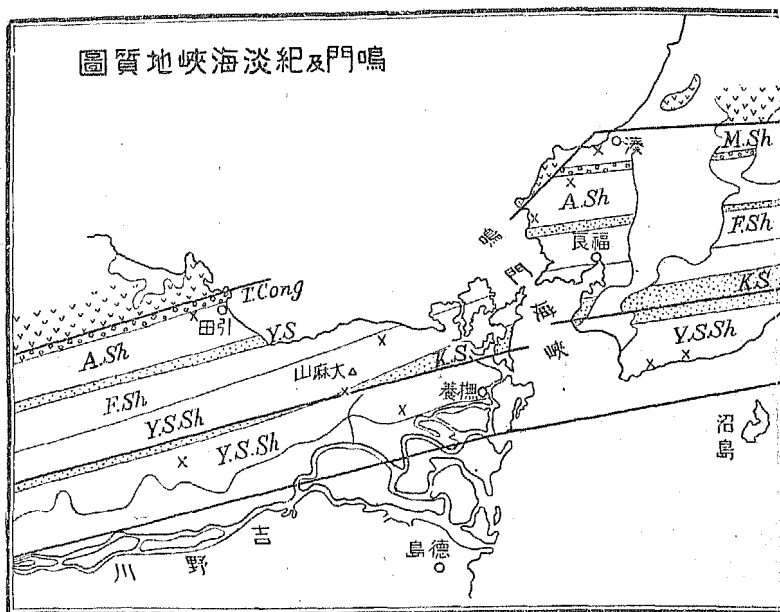 鳴門及紀淡海峽地質圖
湊
M.Sh
A.Sh
F.Sh
福良
鳴門海峽
K.S
Y.S.Sh
沼島
T.Cong
引田
Y.S
A.Sh
K.S
大麻山
F.Sh
撫養
Y.S.Sh
Y.S.Sh
德島
吉野川